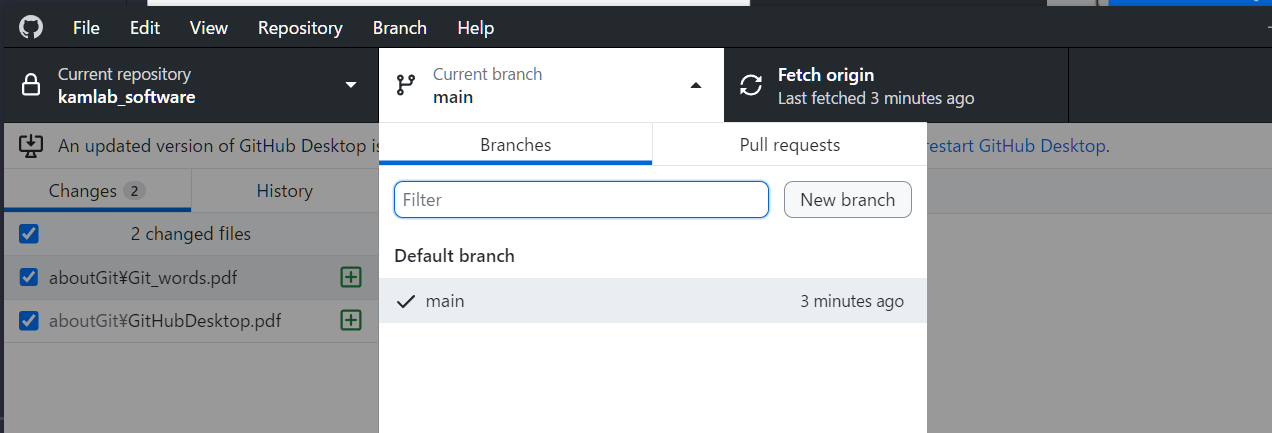 File Edit View Repository Branch Help
Current repository
kamlab_software
Current branch
main
Fetch origin
Last fetched 3 minutes ago
An updated version of GitHub Desktop is
restart GitHub Desktop.
Branches Pull requests
Changes 2 History
Filter New branch
2 changed files
Default branch
aboutGit¥Git_words.pdf
main 3 minutes ago
aboutGit¥GitHubDesktop.pdf